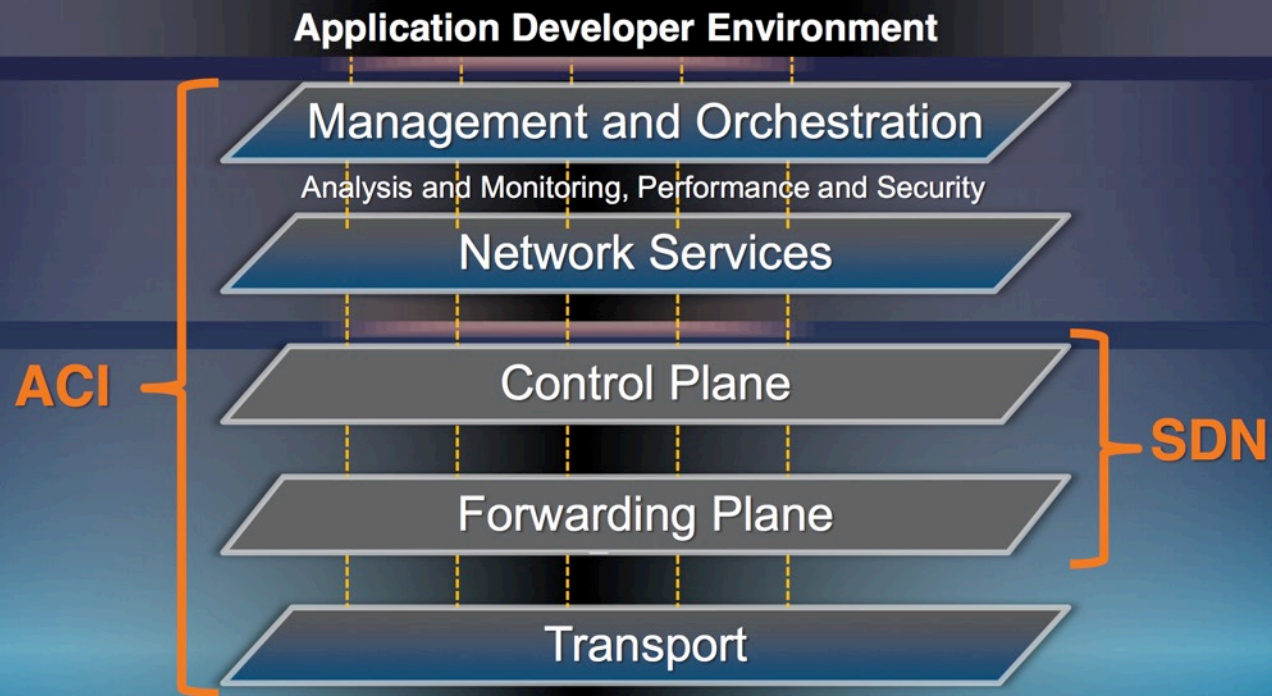 Application Developer Environment
Management and Orchestration
Analysis and Monitoring, Performance and Security
Network Services
Control Plane
ACI
SDN
Forwarding Plane
Transport